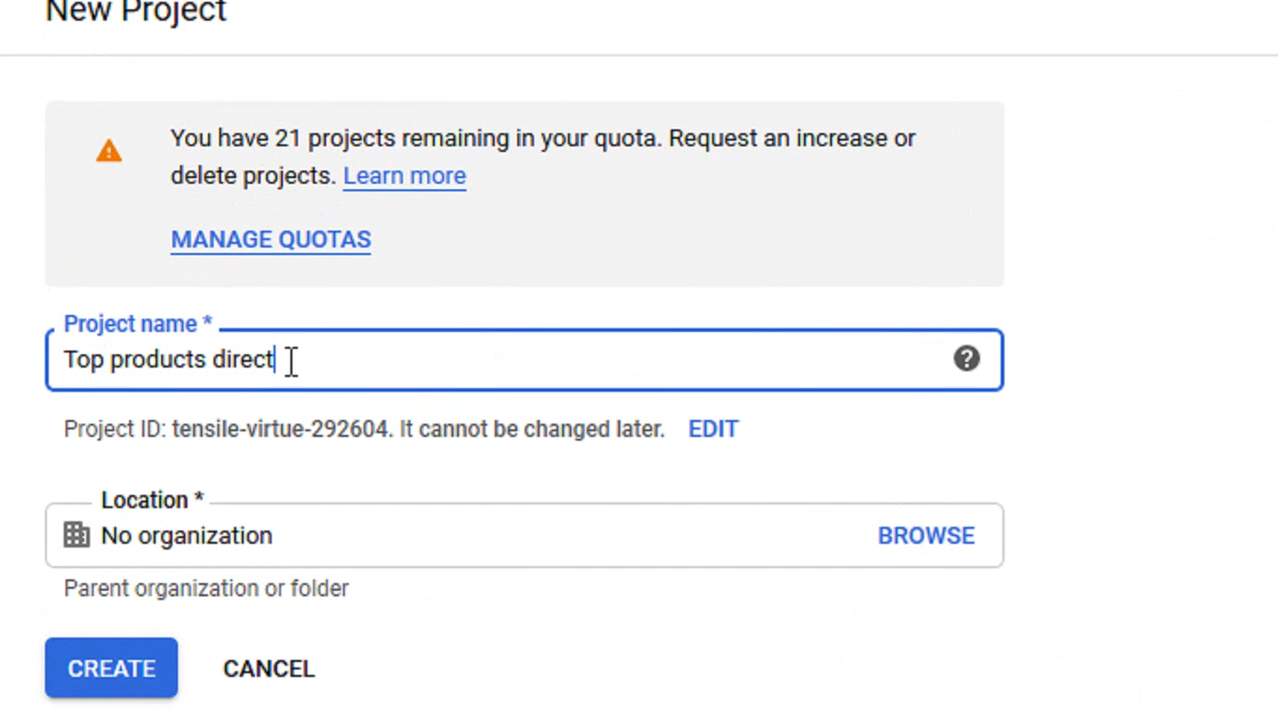 New Project
You have 21 projects remaining in your quota. Request an increase or
delete projects. Learn more
MANAGE QUOTAS
Project name *
Top products direct
Project ID: tensile-virtue-292604. It cannot be changed later. EDIT
Location *
No organization BROWSE
Parent organization or folder
CREATE CANCEL